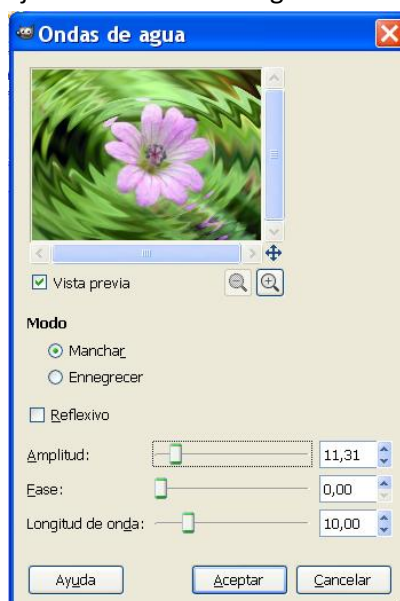 Ondas de agua
Vista previa
Modo
Manchar
Ennegrecer
Reflexivo
Amplitud: 11,31
Fase: 0,00
Longitud de onda: 10,00
Ayuda Aceptar Cancelar